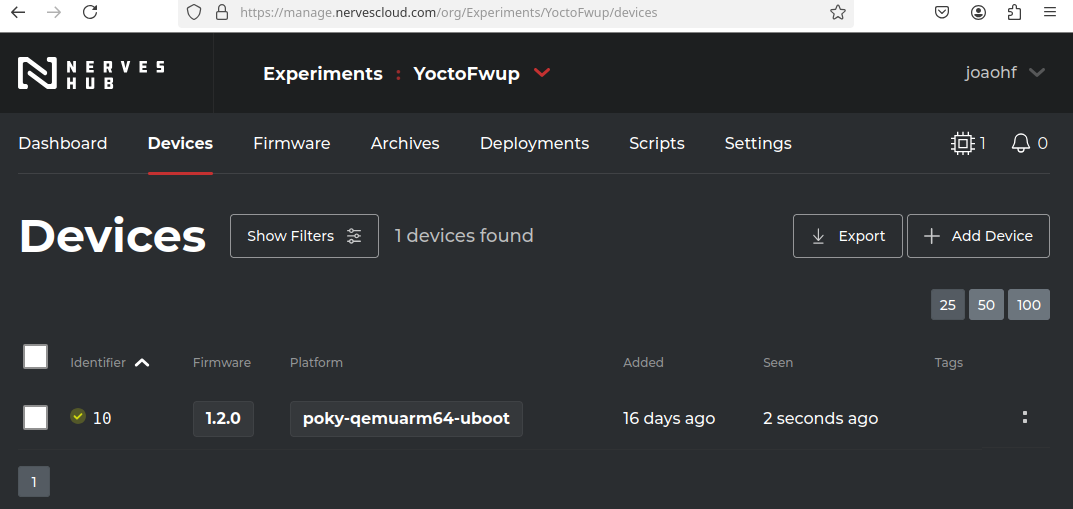 https://manage.nervescloud.com/org/Experiments/YoctoFwup/devices
NERVES
HUB
Experiments : YoctoFwup
joaohf
Dashboard Devices Firmware Archives Deployments Scripts Settings 1 0
Devices Show Filters 1 devices found Export Add Device
25 50 100
Identifier Firmware Platform Added Seen Tags
10 1.2.0 poky-qemuarm64-uboot 16 days ago 2 seconds ago
1